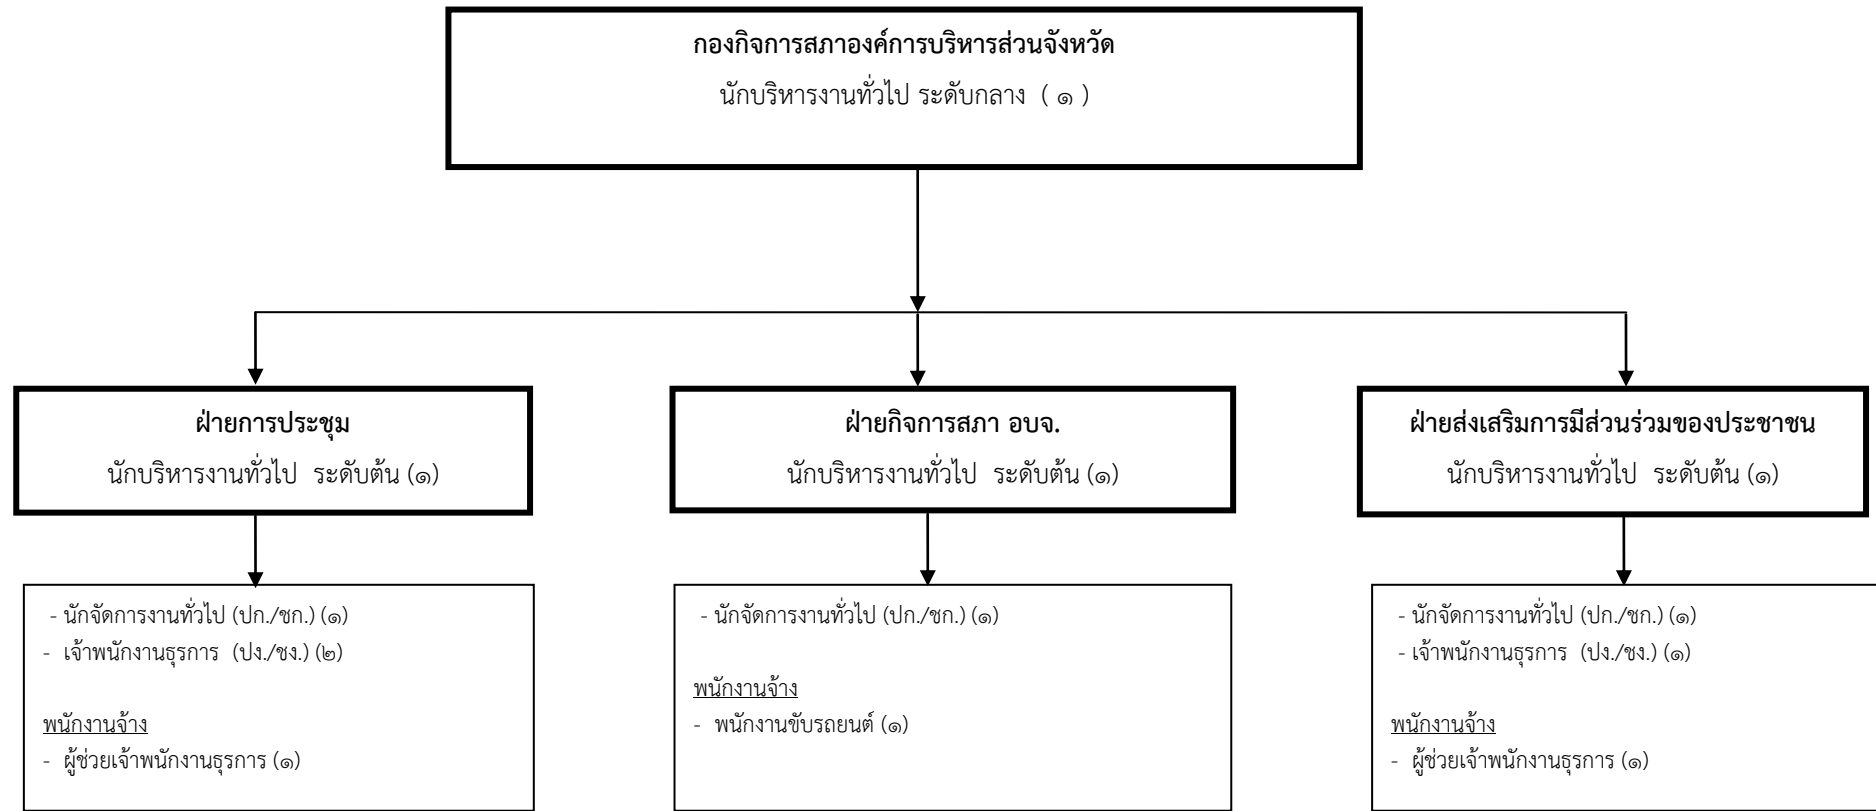 กองกิจการสภาองค์การบริหารส่วนจังหวัด
นักบริหารงานทั่วไป ระดับกลาง ( ๑ )
ฝ่ายการประชุม
นักบริหารงานทั่วไป ระดับต้น (๑)
- นักจัดการงานทั่วไป (ปก./ชก.) (๑)
- เจ้าพนักงานธุรการ (ปง./ชง.) (๒)
พนักงานจ้าง
- ผู้ช่วยเจ้าพนักงานธุรการ (๑)
ฝ่ายกิจการสภา อบจ.
นักบริหารงานทั่วไป ระดับต้น (๑)
- นักจัดการงานทั่วไป (ปก./ชก.) (๑)
พนักงานจ้าง
- พนักงานขับรถยนต์ (๑)
ฝ่ายส่งเสริมการมีส่วนร่วมของประชาชน
นักบริหารงานทั่วไป ระดับต้น (๑)
- นักจัดการงานทั่วไป (ปก./ชก.) (๑)
- เจ้าพนักงานธุรการ (ปง./ชง.) (๑)
พนักงานจ้าง
- ผู้ช่วยเจ้าพนักงานธุรการ (๑)